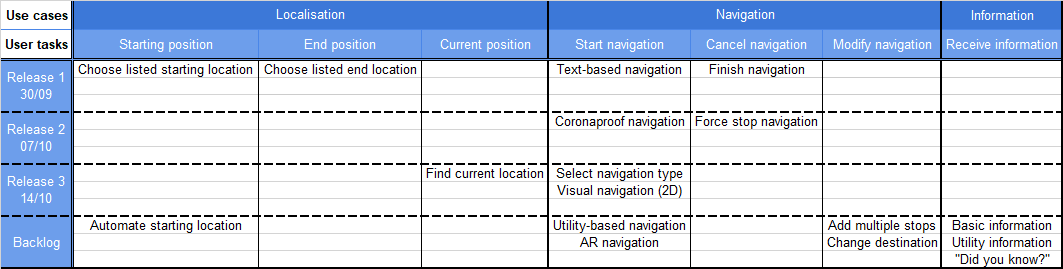 Use cases Localisation Navigation Information
User tasks Starting position End position Current position Start navigation Cancel navigation Modify navigation Receive information
Release 1 Choose listed starting location Choose listed end location Text-based navigation Finish navigation
30/09
Release 2 Coronaproof navigation Force stop navigation
07/10
Release 3 Find current location Select navigation type
14/10 Visual navigation (2D)
Backlog Automate starting location Utility-based navigation Add multiple stops Basic information
AR navigation Change destination Utility information
"Did you know?"